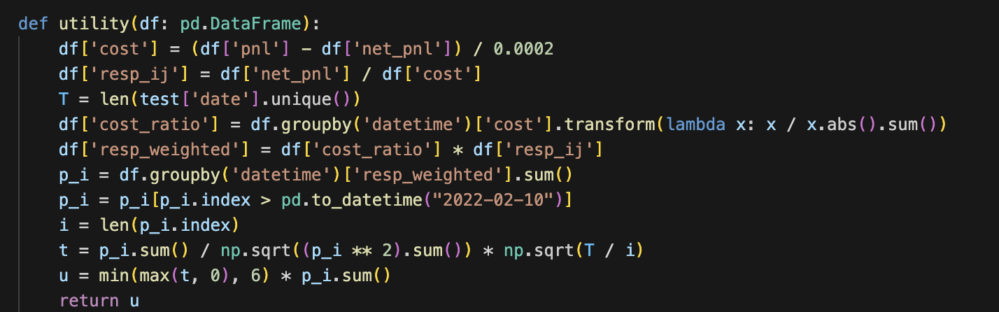 def utility(df: pd.DataFrame):
    df['cost'] = (df['pnl'] - df['net_pnl']) / 0.0002
    df['resp_ij'] = df['net_pnl'] / df['cost']
    T = len(test['date'].unique())
    df['cost_ratio'] = df.groupby('datetime')['cost'].transform(lambda x: x / x.abs().sum())
    df['resp_weighted'] = df['cost_ratio'] * df['resp_ij']
    p_i = df.groupby('datetime')['resp_weighted'].sum()
    p_i = p_i[p_i.index > pd.to_datetime("2022-02-10")]
    i = len(p_i.index)
    t = p_i.sum() / np.sqrt((p_i ** 2).sum()) * np.sqrt(T / i)
    u = min(max(t, 0), 6) * p_i.sum()
    return u